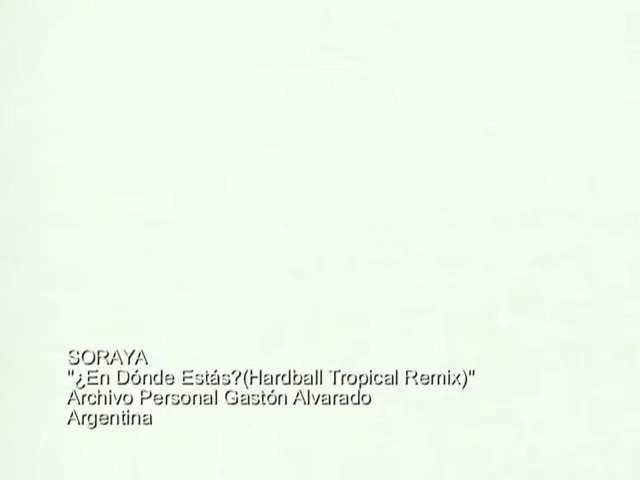 SORAYA
"¿En Dónde Estás?(Hardball Tropical Remix)"
Archivo Personal Gastón Alvarado
Argentina